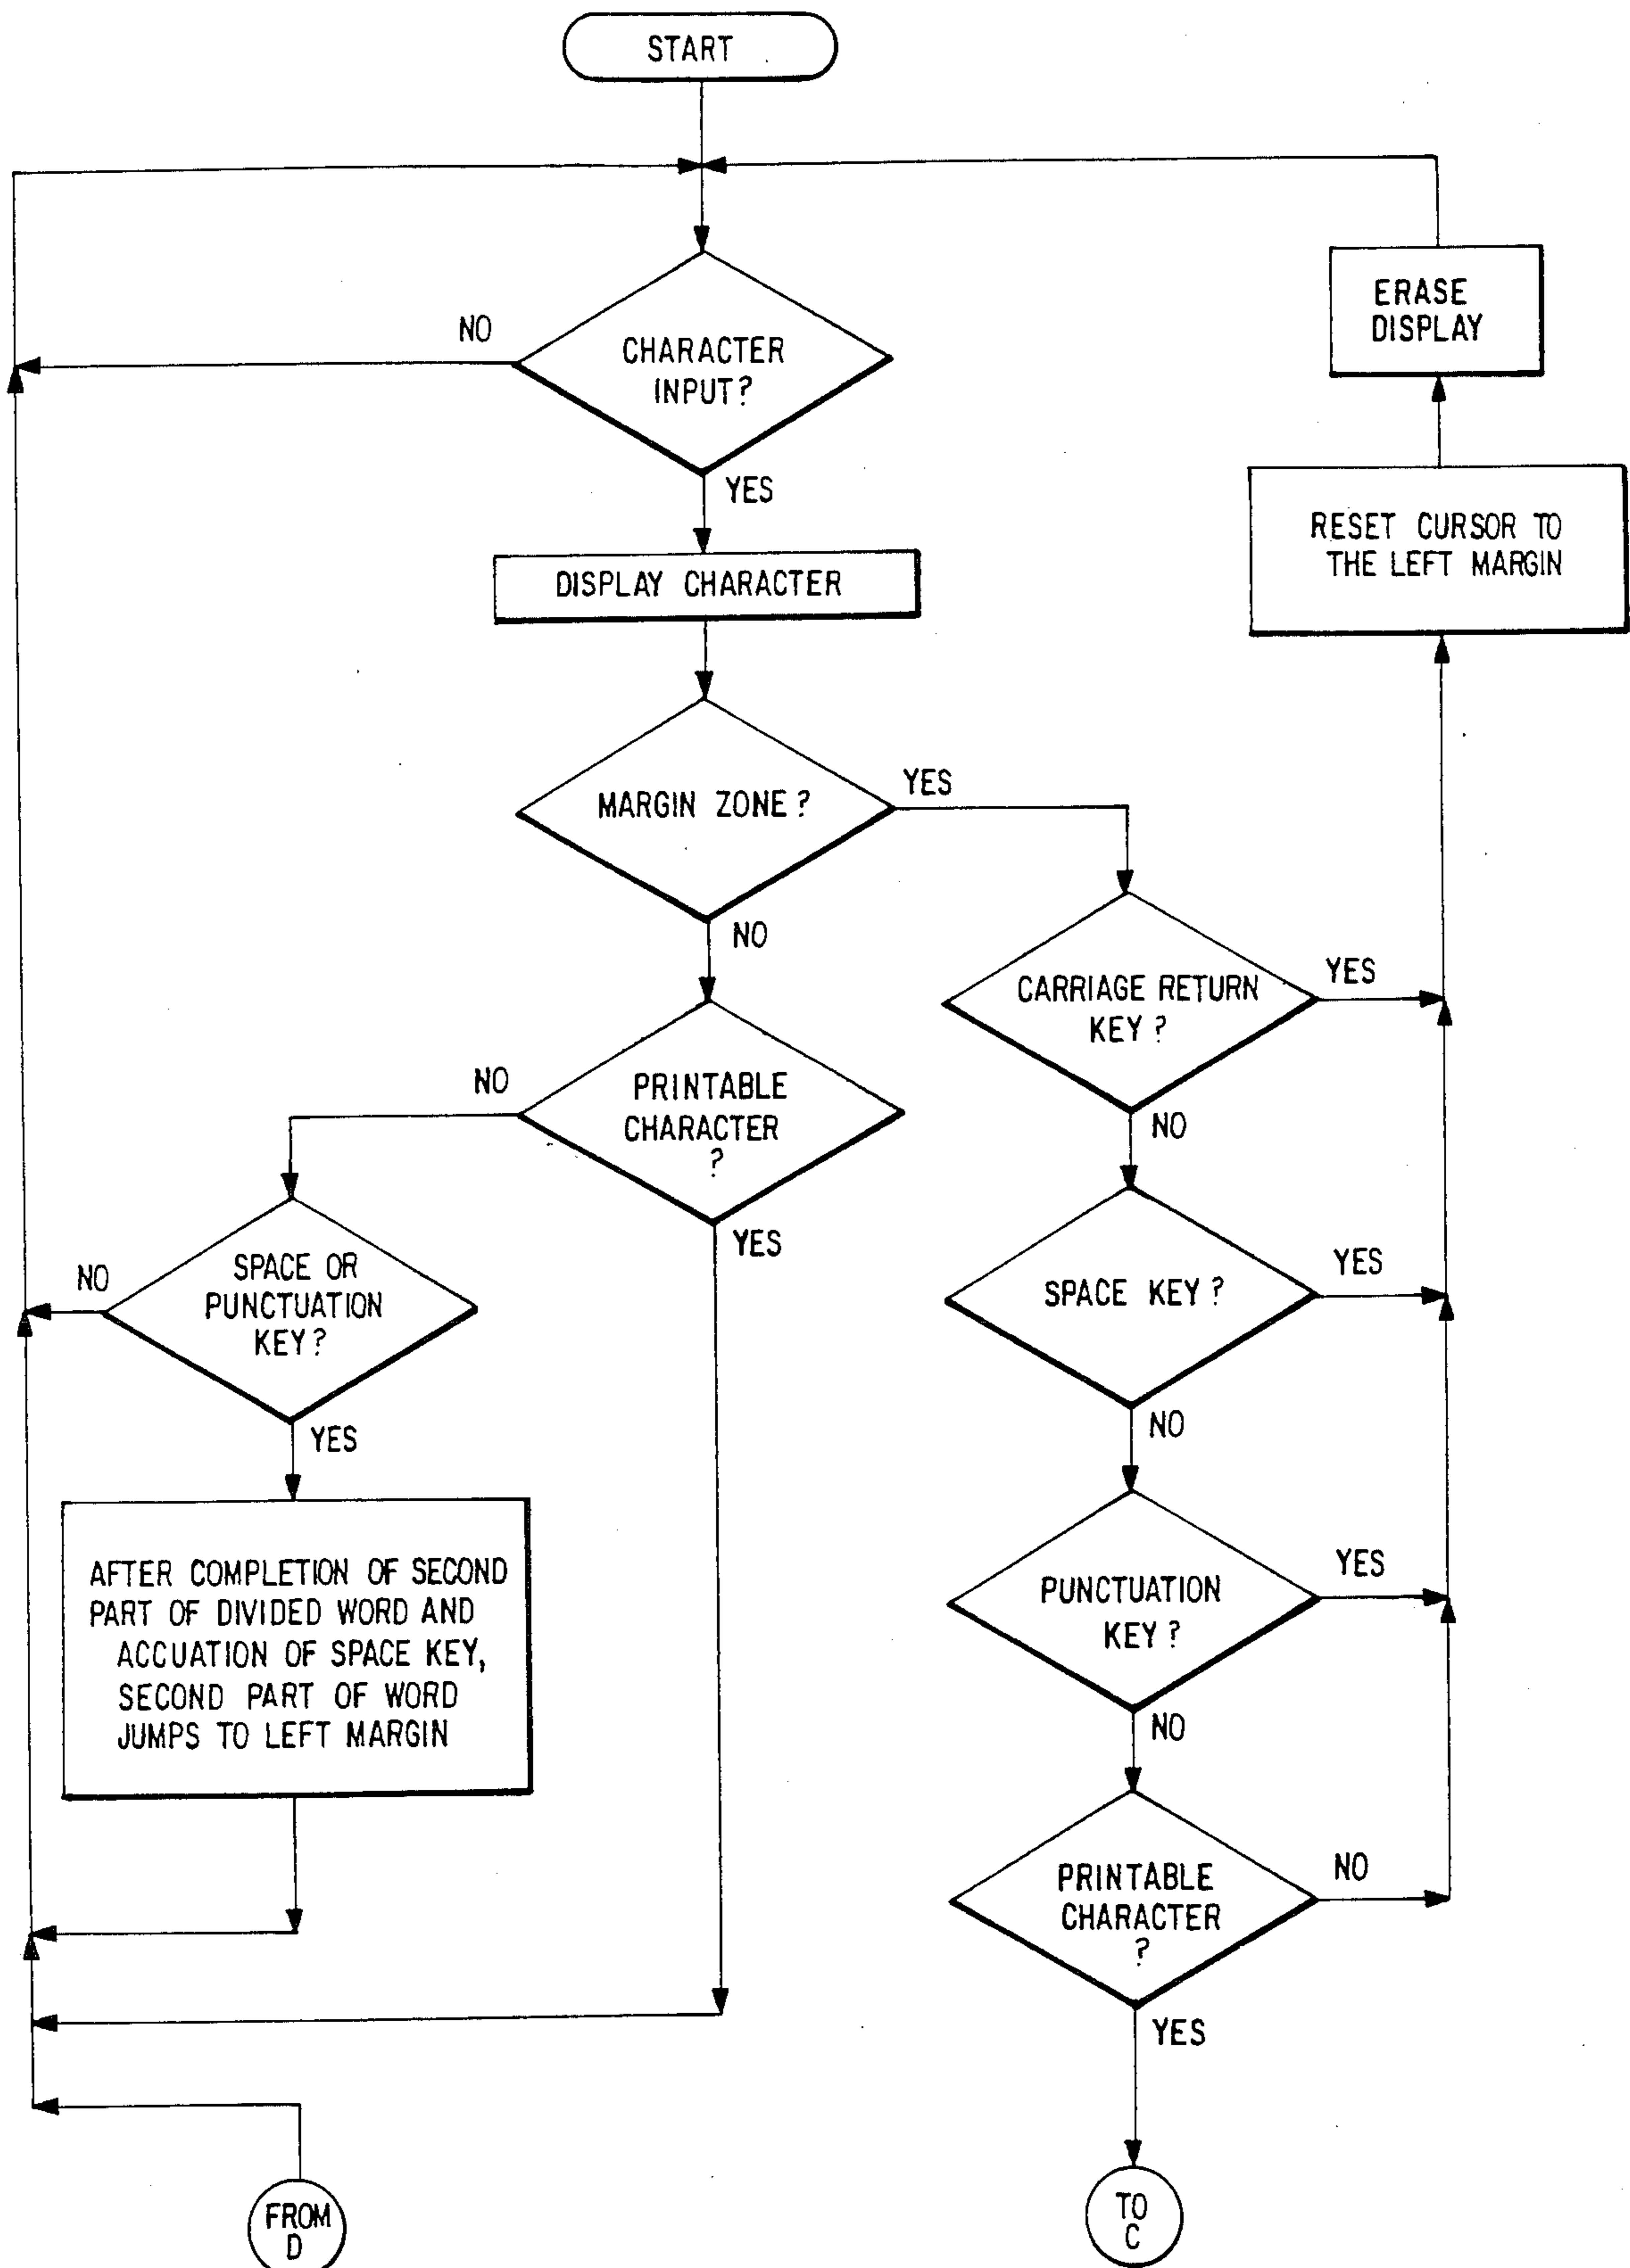 START
CHARACTER
INPUT?
NO
YES
DISPLAY CHARACTER
MARGIN ZONE?
YES
NO
PRINTABLE
CHARACTER
?
NO
YES
SPACE OR
PUNCTUATION
KEY?
NO
YES
AFTER COMPLETION OF SECOND
PART OF DIVIDED WORD AND
ACCUATION OF SPACE KEY,
SECOND PART OF WORD
JUMPS TO LEFT MARGIN
FROM
D
ERASE
DISPLAY
RESET CURSOR TO
THE LEFT MARGIN
CARRIAGE RETURN
KEY?
YES
NO
SPACE KEY?
YES
NO
PUNCTUATION
KEY?
YES
NO
PRINTABLE
CHARACTER
?
NO
YES
TO
C